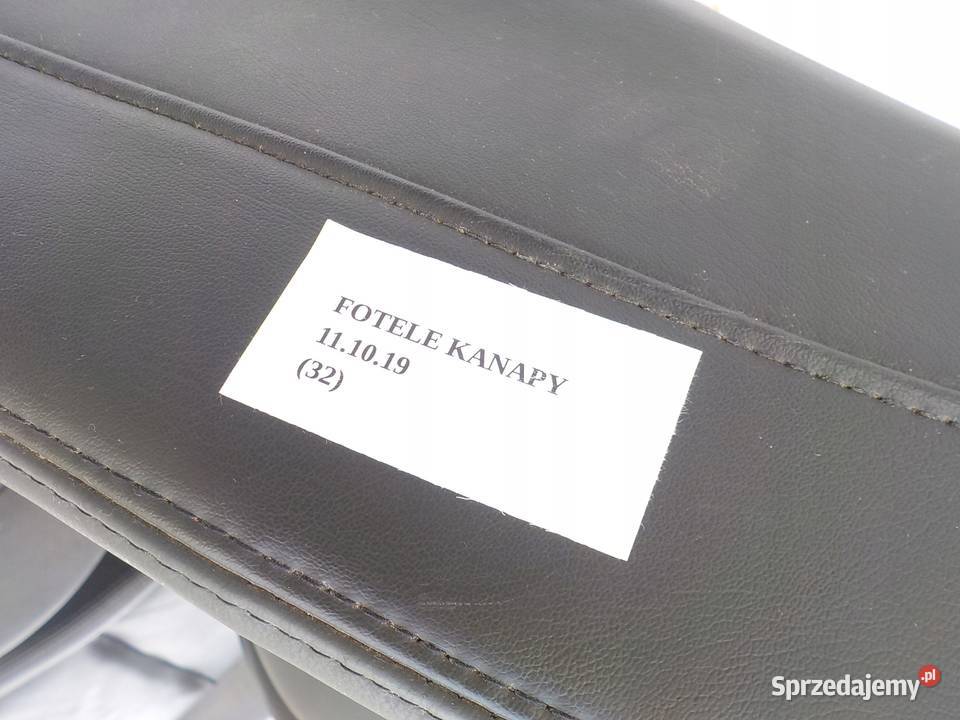 FOTELE KANAPY
11.10.19
(32)
Sprzedajemy.pl